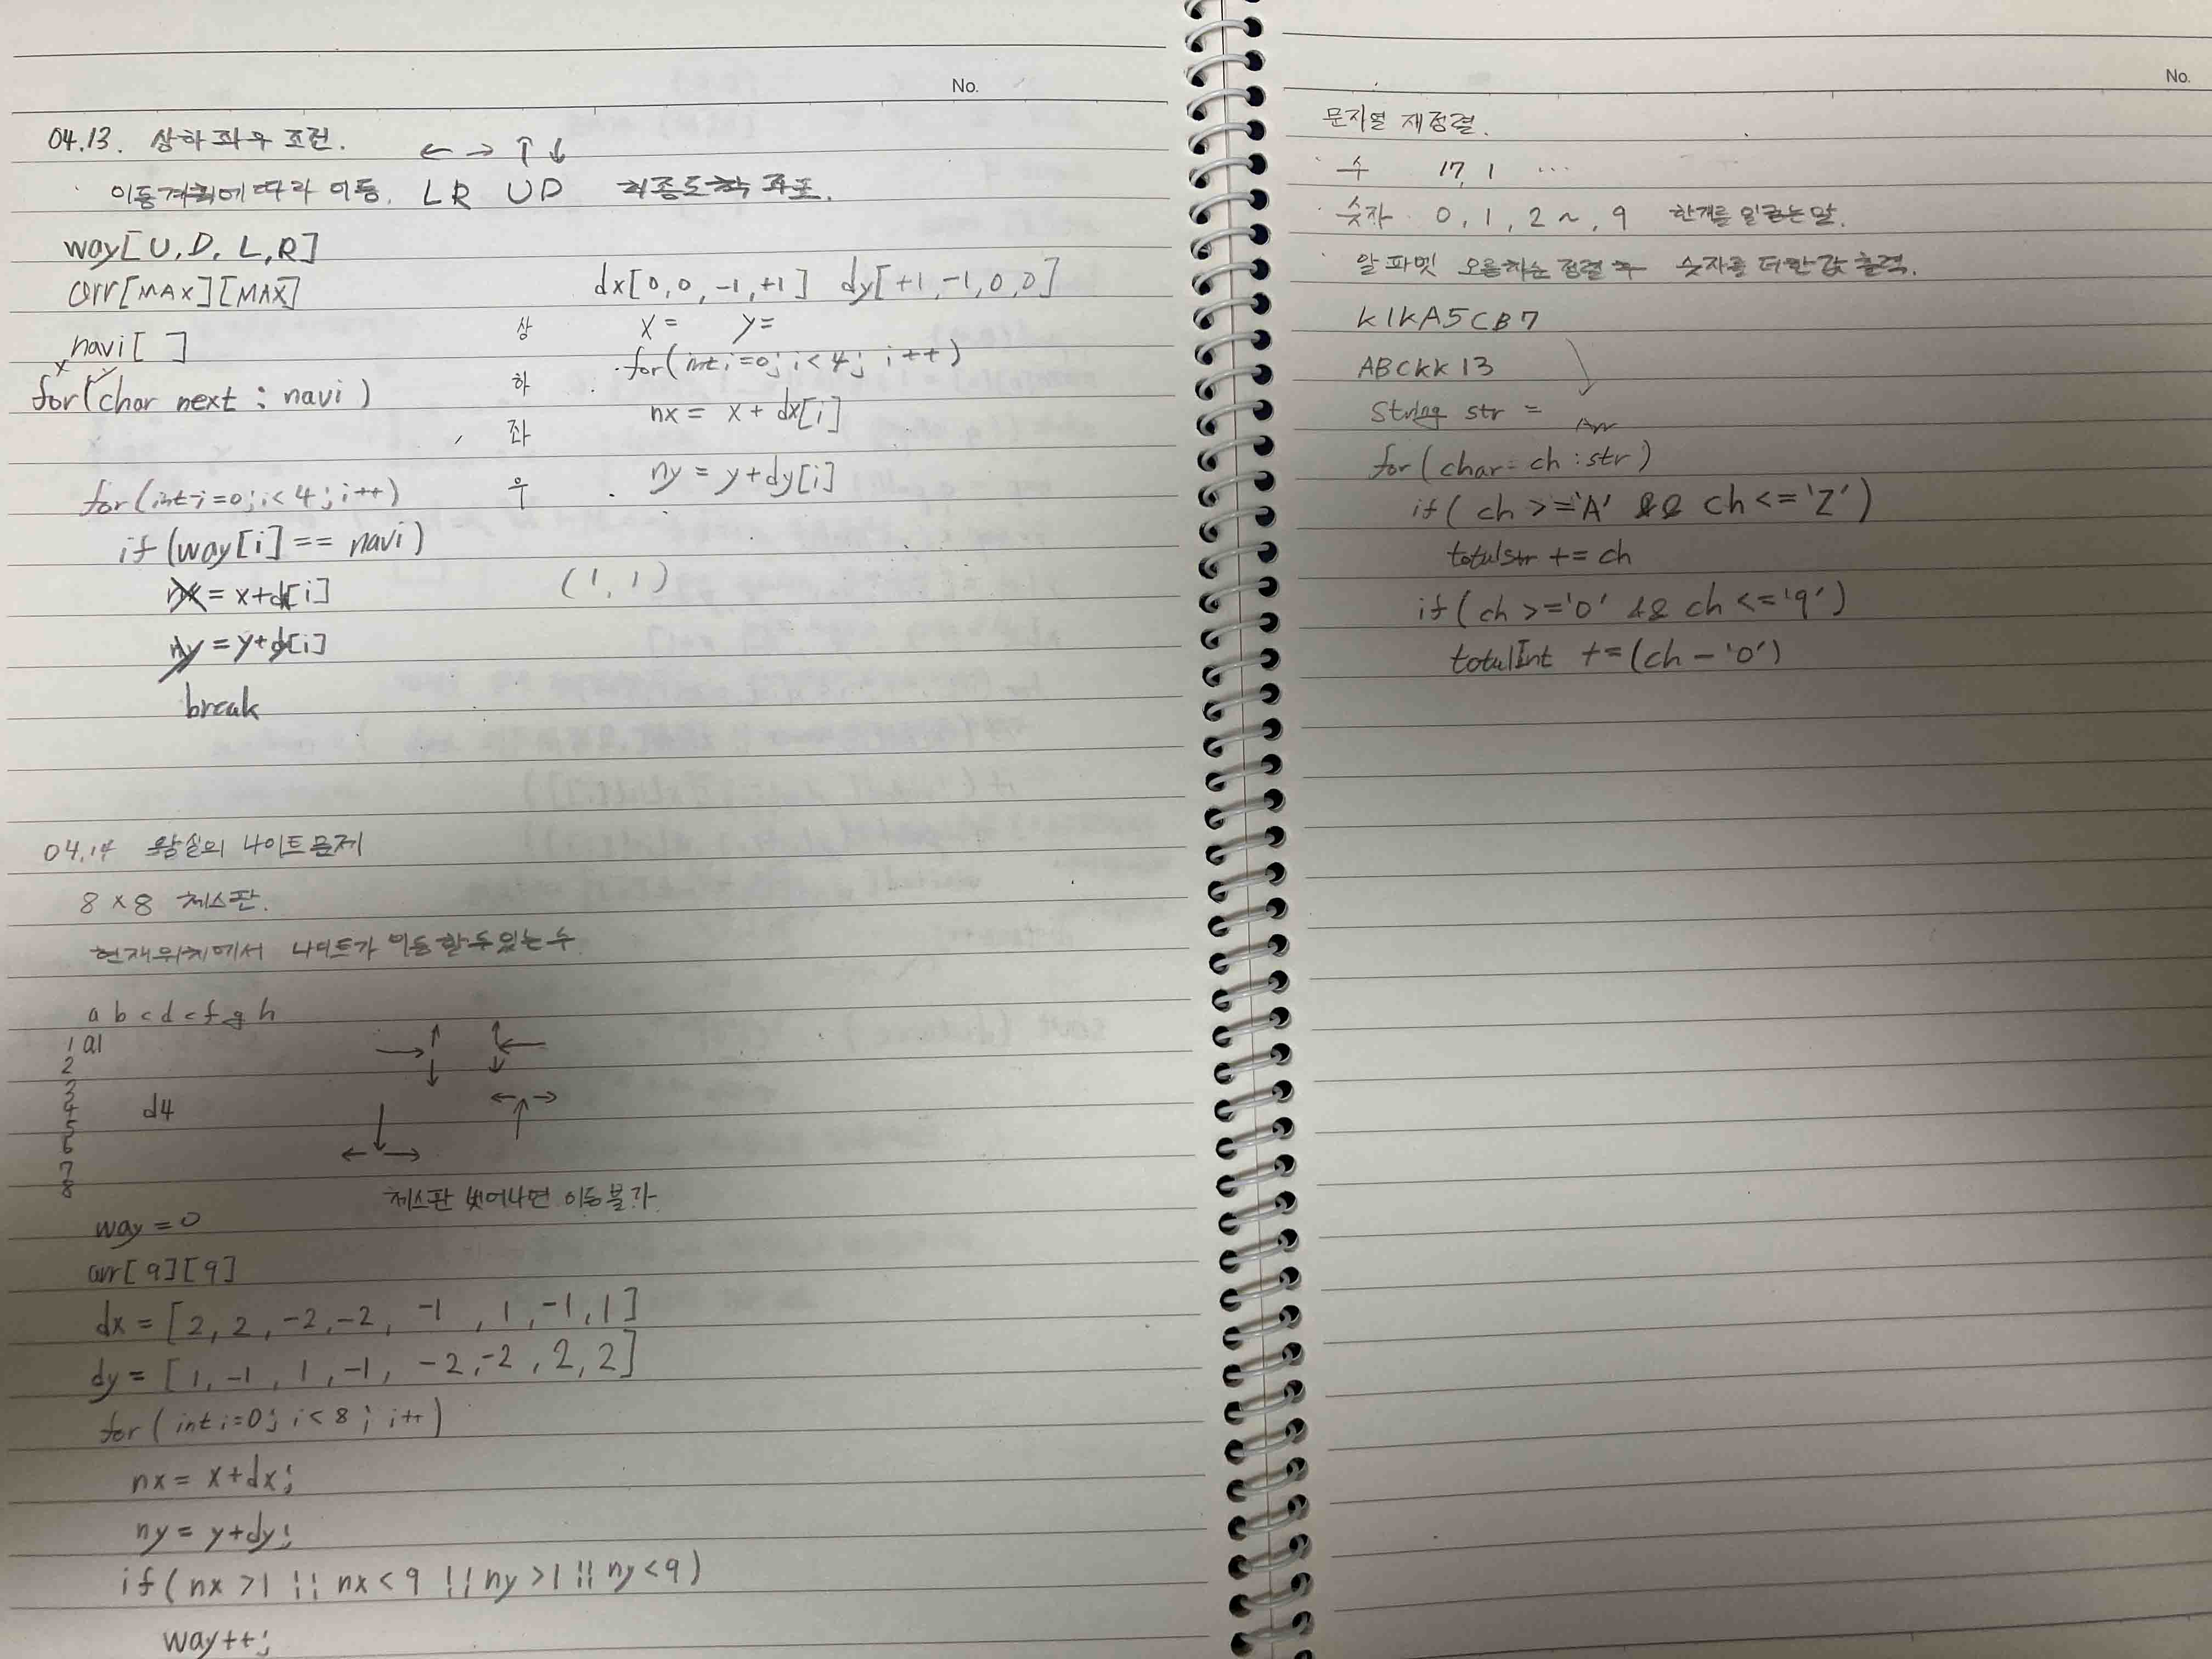 No.
04.13. 상하좌우 조건.
← → ↑ ↓
이동계획에 따라 이동. LR UD 최종도착 좌표.
way[U, D, L, R]
arr[MAX][MAX]
dx[0, 0, -1, +1] dy[+1, -1, 0, 0]
navi[ ]
상
x= y=
for(char next : navi)
하
for(int i=0; i<4; i++)
좌
nx = x + dx[i]
for(int i=0; i<4; i++)
우
ny = y+dy[i]
if(way[i] == navi)
nx = x+dx[i]
(1, 1)
ny = y+dy[i]
break
04.14 왕실의 나이트 문제
8 x 8 체스판.
현재위치에서 나이트가 이동할 수 있는 수
a b c d e f g h
1 a1
2
3
4 d4
5
6
7
8
체스판 벗어나면 이동불가.
way = 0
arr[9][9]
dx = [2, 2, -2, -2, -1, 1, -1, 1]
dy = [1, -1, 1, -1, -2, -2, 2, 2]
for(int i=0; i<8; i++)
nx = x+dx;
ny = y+dy;
if(nx >1 || nx < 9 || ny >1 || ny <9)
way++;
No.
문자열 재정렬.
수 17, 1 ...
숫자 0, 1, 2 ~, 9 한개를 일컫는말.
알파벳 오름차순 정렬 후 숫자를 더한 값 출력.
K1KA5CB7
ABCKK13
String str =
Arr
for(char= ch : str)
if( ch >='A' && ch <= 'Z')
totalstr += ch
if( ch >='0' && ch <='9')
totalInt += (ch - '0')